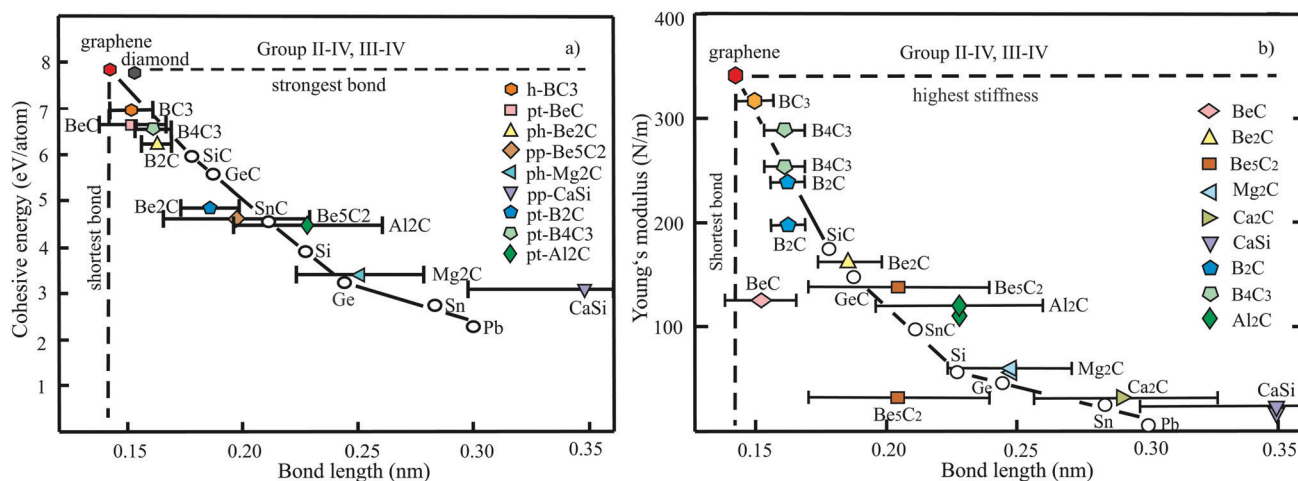 graphene
diamond
Group II-IV, III-IV
a)
strongest bond
BC3
BeC
B4C3
B2C
SiC
GeC
Be2C
SnC
Be5C2
Al2C
Si
Mg2C
Ge
Sn
Pb
CaSi
shortest bond
h-BC3
pt-BeC
ph-Be2C
pp-Be5C2
ph-Mg2C
pp-CaSi
pt-B2C
pt-B4C3
pt-Al2C
8
7
6
5
4
3
2
1
Cohesive energy (eV/atom)
0.15
0.20
0.25
0.30
0.35
Bond length (nm)
400
300
200
100
Young‘s modulus (N/m)
graphene
Group II-IV, III-IV
b)
highest stiffness
BC3
B4C3
B4C3
B2C
B2C
SiC
Be2C
BeC
GeC
Be5C2
Al2C
SnC
Si
Mg2C
Ge
Ca2C
CaSi
Be5C2
Sn
Pb
Shortest bond
BeC
Be2C
Be5C2
Mg2C
Ca2C
CaSi
B2C
B4C3
Al2C
0.15
0.20
0.25
0.30
0.35
Bond length (nm)